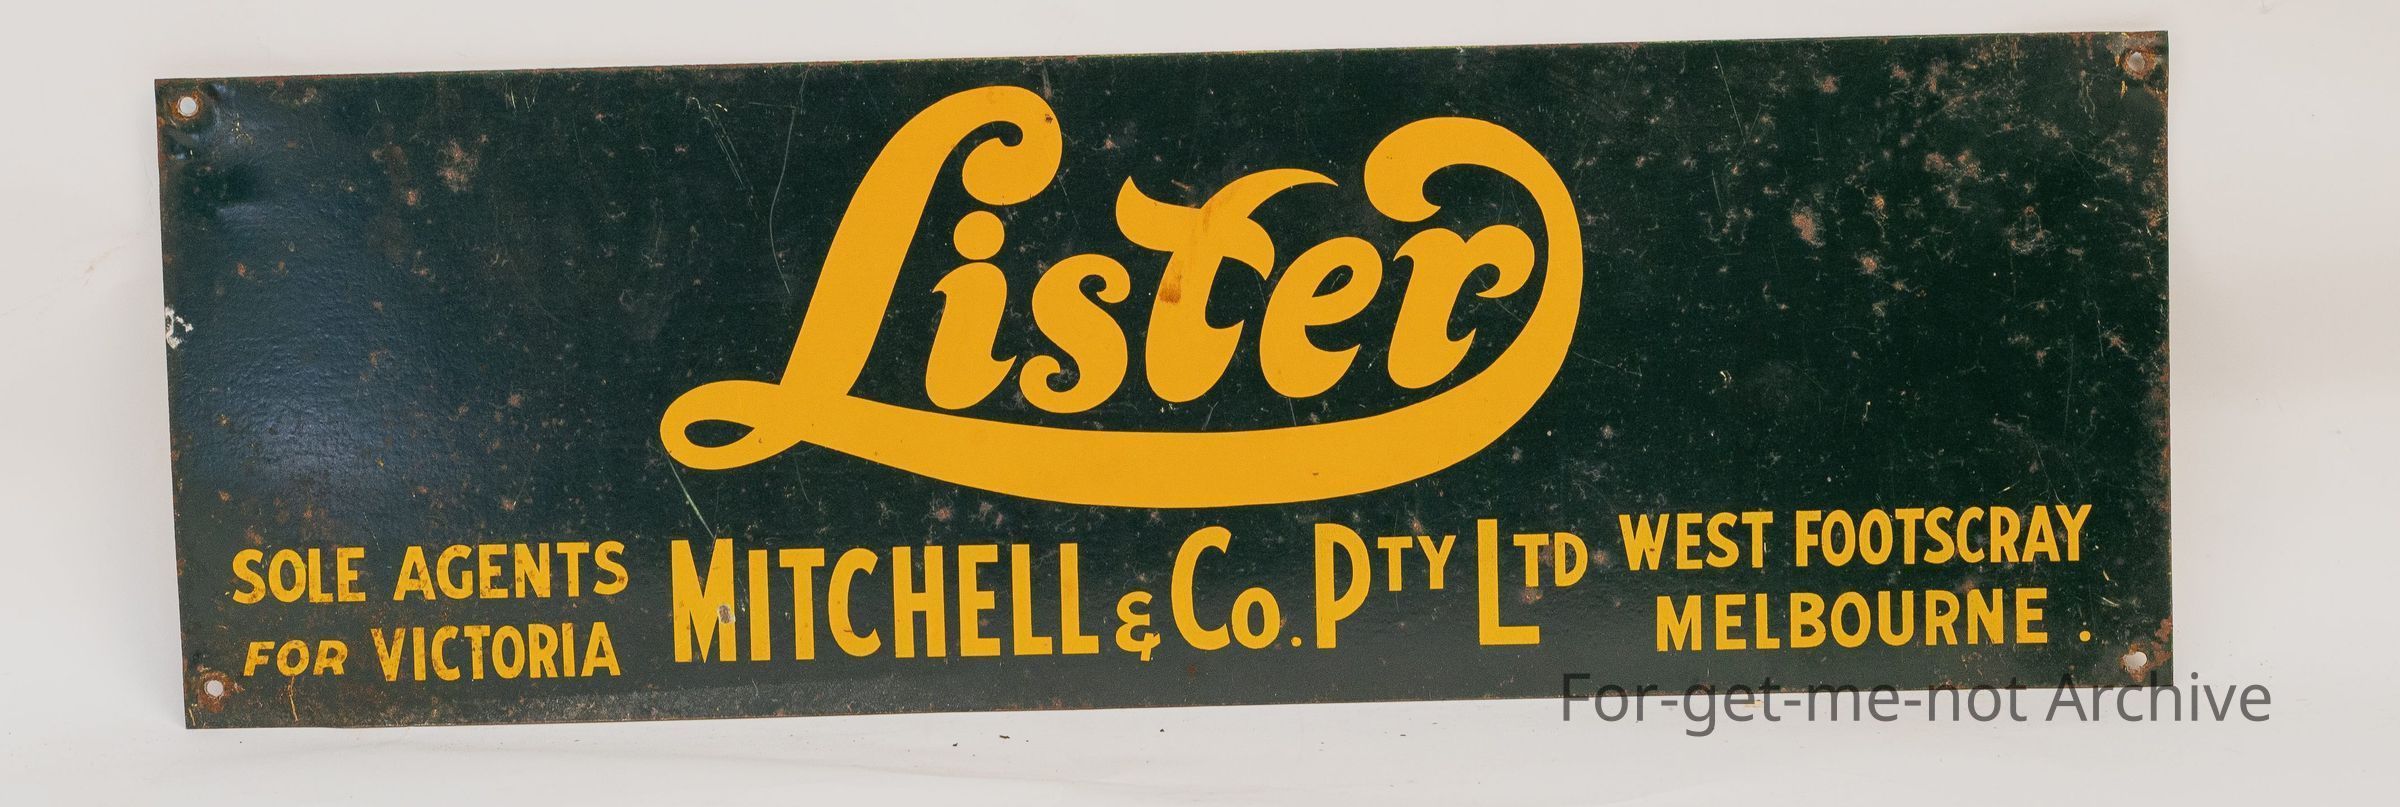 Lister
SOLE AGENTS
FOR VICTORIA
MITCHELL & CO. PTY LTD
WEST FOOTSCRAY
MELBOURNE .
For-get-me-not Archive